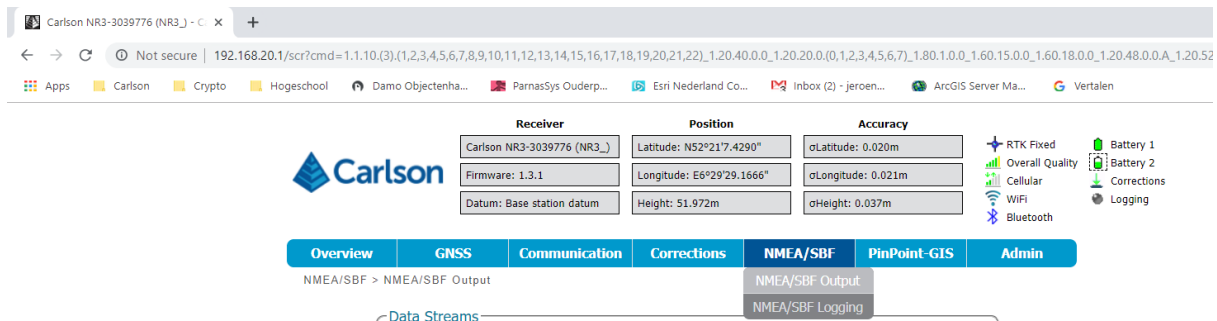 Carlson NR3-3039776 (NR3_) - C
Not secure | 192.168.20.1/scr?cmd=1.1.10.(3).(1,2,3,4,5,6,7,8,9,10,11,12,13,14,15,16,17,18,19,20,21,22)_1.20.40.0.0_1.20.20.0.(0,1,2,3,4,5,6,7)_1.80.1.0.0_1.60.15.0.0_1.60.18.0.0_1.20.48.0.0.A_1.20.52
Apps Carlson Crypto Hogeschool Damo Objectenha... ParnasSys Ouderp... Esri Nederland Co... Inbox (2) - jeroen... ArcGIS Server Ma... Vertalen
Receiver Position Accuracy
Carlson
Carlson NR3-3039776 (NR3_) Latitude: N52º21'7.4290" σLatitude: 0.020m
Firmware: 1.3.1 Longitude: E6º29'29.1666" σLongitude: 0.021m
Datum: Base station datum Height: 51.972m σHeight: 0.037m
RTK Fixed Battery 1
Overall Quality Battery 2
Cellular Corrections
WiFi Logging
Bluetooth
Overview GNSS Communication Corrections NMEA/SBF PinPoint-GIS Admin
NMEA/SBF > NMEA/SBF Output
NMEA/SBF Output
NMEA/SBF Logging
Data Streams